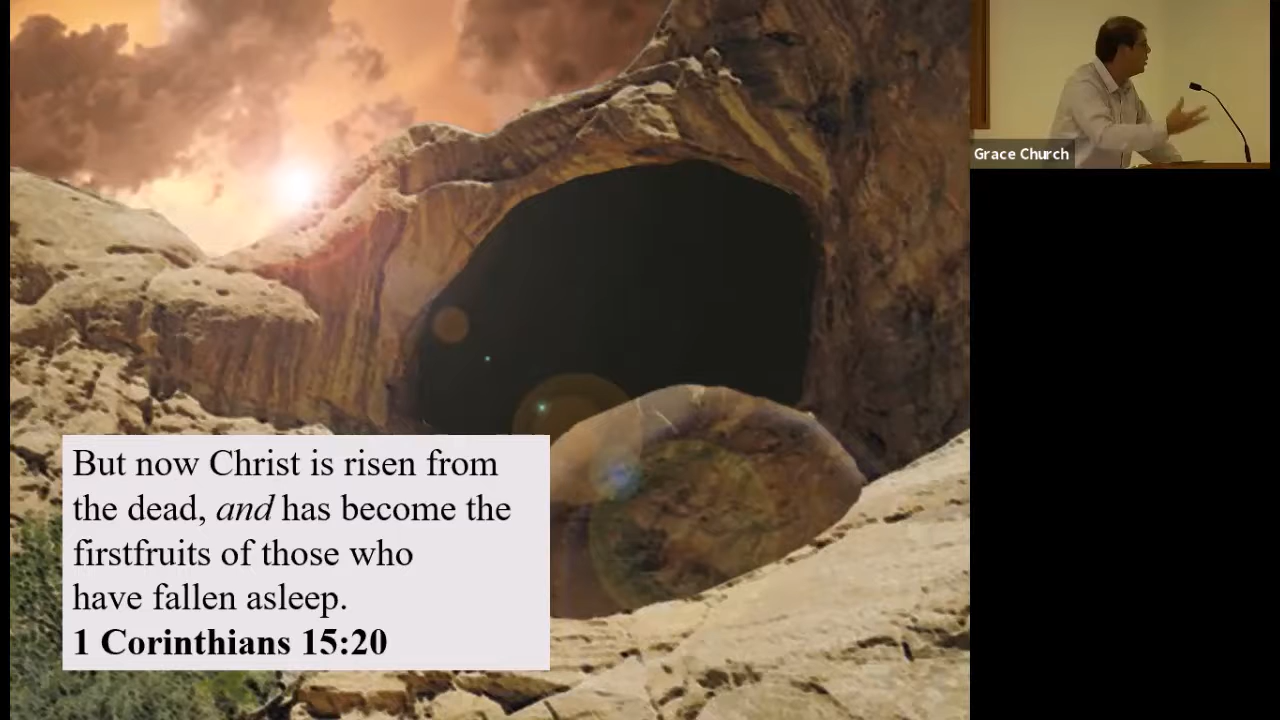 Grace Church
But now Christ is risen from
the dead, and has become the
firstfruits of those who
have fallen asleep.
1 Corinthians 15:20